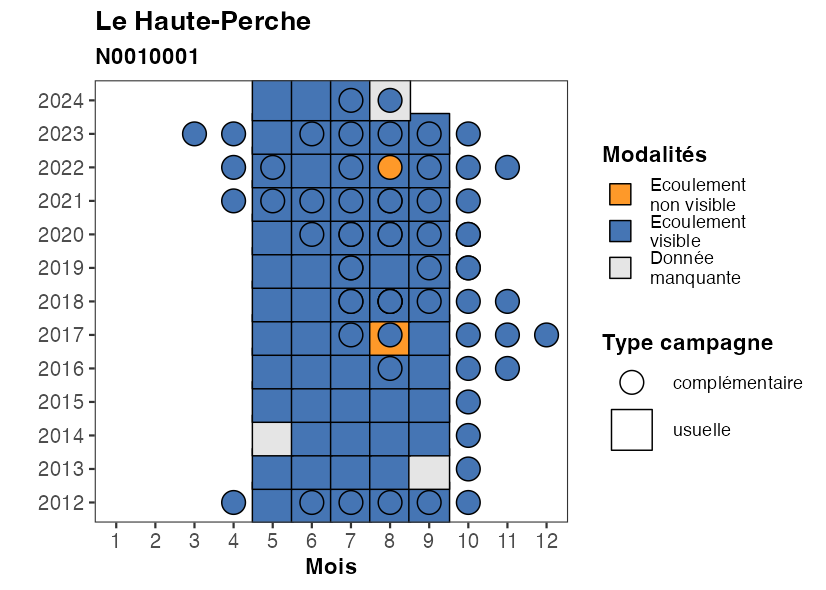 Le Haute-Perche
N0010001
2024
2023
2022
2021
2020
2019
2018
2017
2016
2015
2014
2013
2012
1 2 3 4 5 6 7 8 9 10 11 12
Mois
Modalités
Ecoulement
non visible
Ecoulement
visible
Donnée
manquante
Type campagne
complémentaire
usuelle